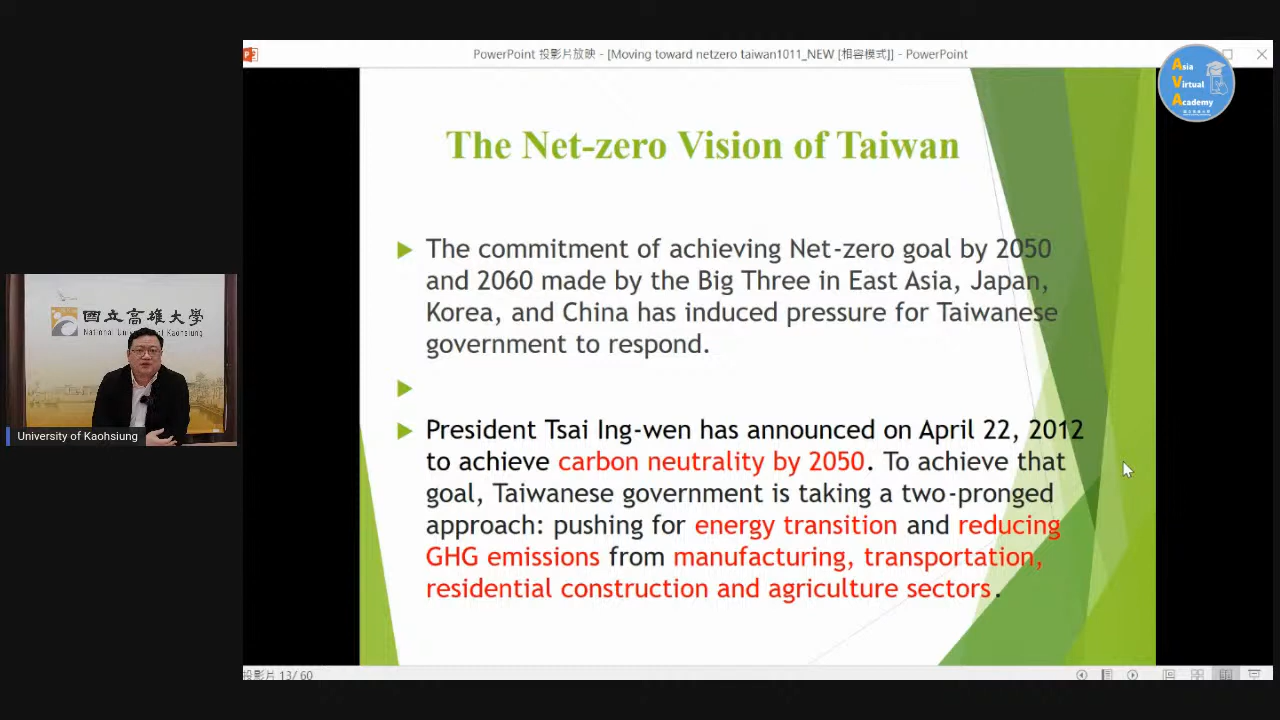 PowerPoint 投影片放映 - [Moving toward netzero taiwan1011_NEW [相容模式]] - PowerPoint
Asia
Virtual
Academy
The Net-zero Vision of Taiwan
The commitment of achieving Net-zero goal by 2050
and 2060 made by the Big Three in East Asia, Japan,
Korea, and China has induced pressure for Taiwanese
government to respond.
President Tsai Ing-wen has announced on April 22, 2012
to achieve carbon neutrality by 2050. To achieve that
goal, Taiwanese government is taking a two-pronged
approach: pushing for energy transition and reducing
GHG emissions from manufacturing, transportation,
residential construction and agriculture sectors.
國立高雄大學
National University of Kaohsiung
University of Kaohsiung
投影片 13/60